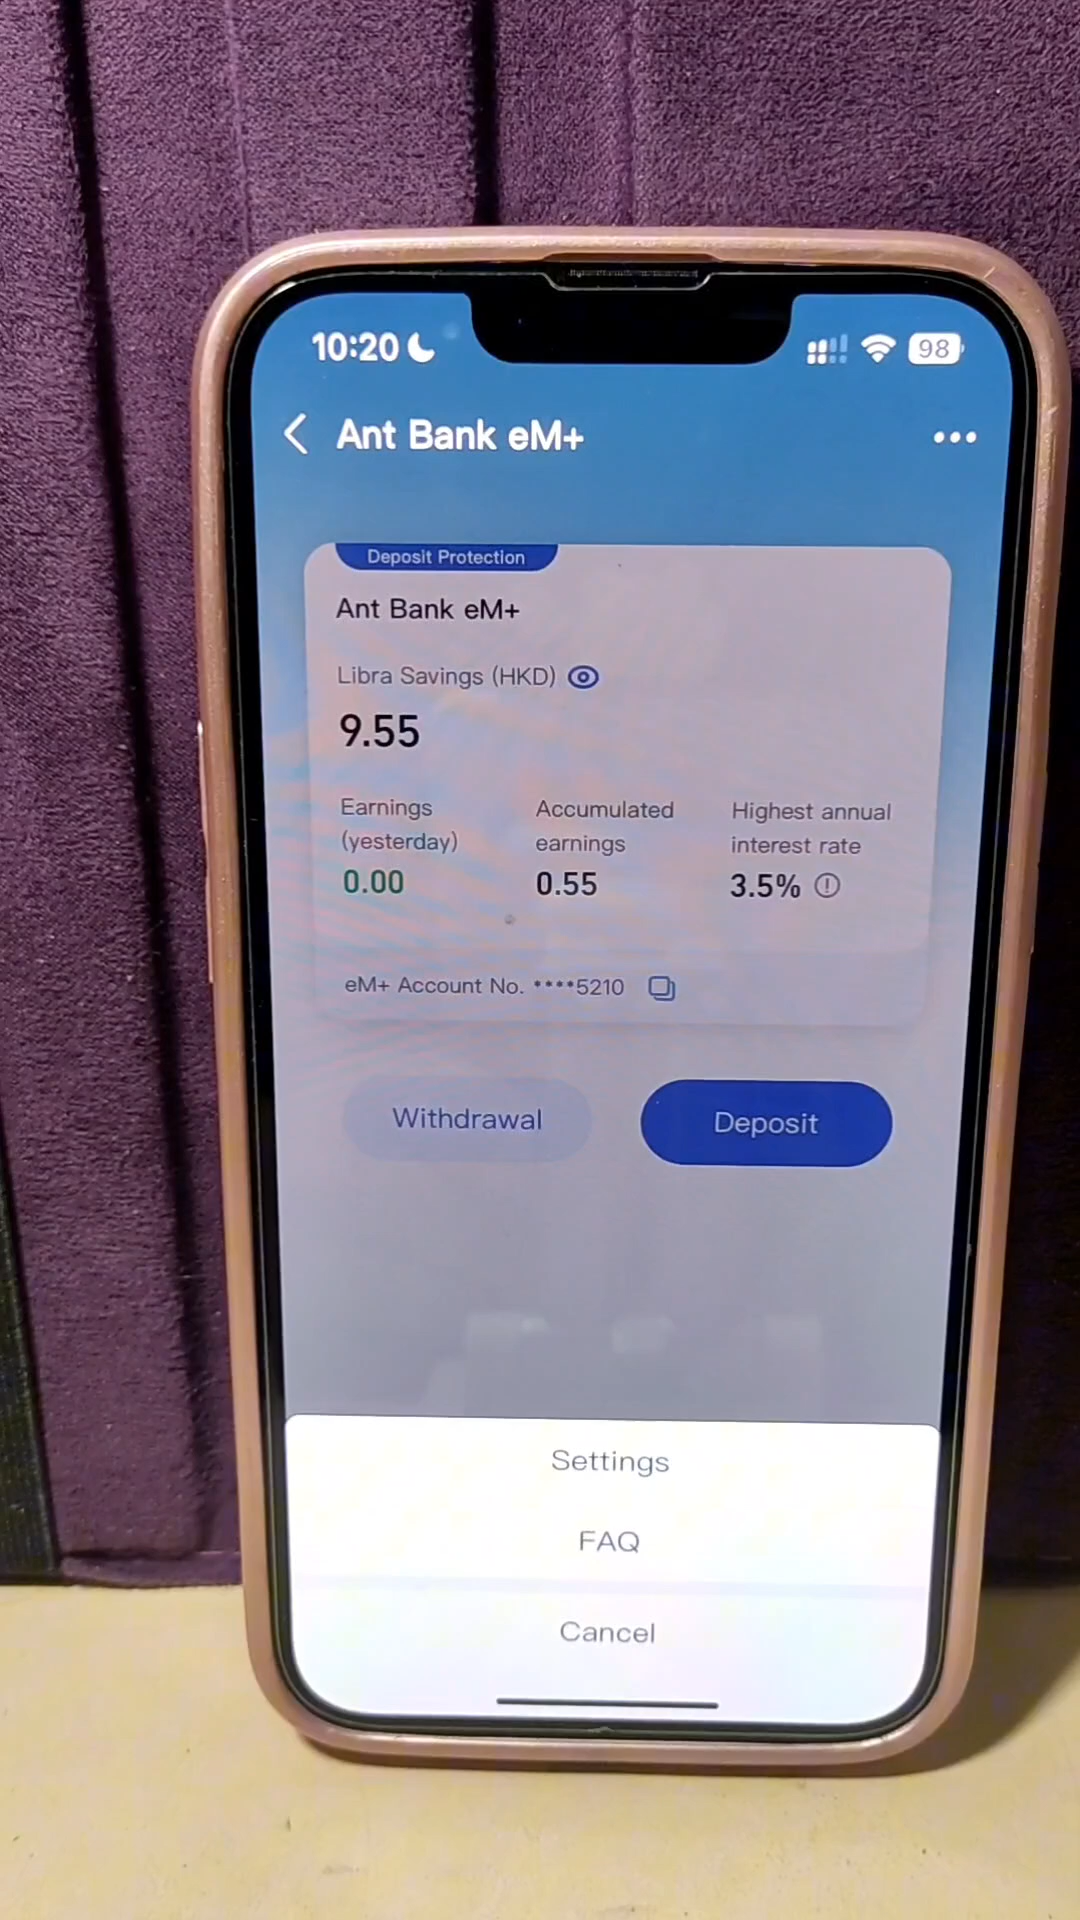 10:20
98
Ant Bank eM+
Deposit Protection
Ant Bank eM+
Libra Savings (HKD)
9.55
Earnings (yesterday)
0.00
Accumulated earnings
0.55
Highest annual interest rate
3.5%
eM+ Account No. ****5210
Withdrawal
Deposit
Settings
FAQ
Cancel